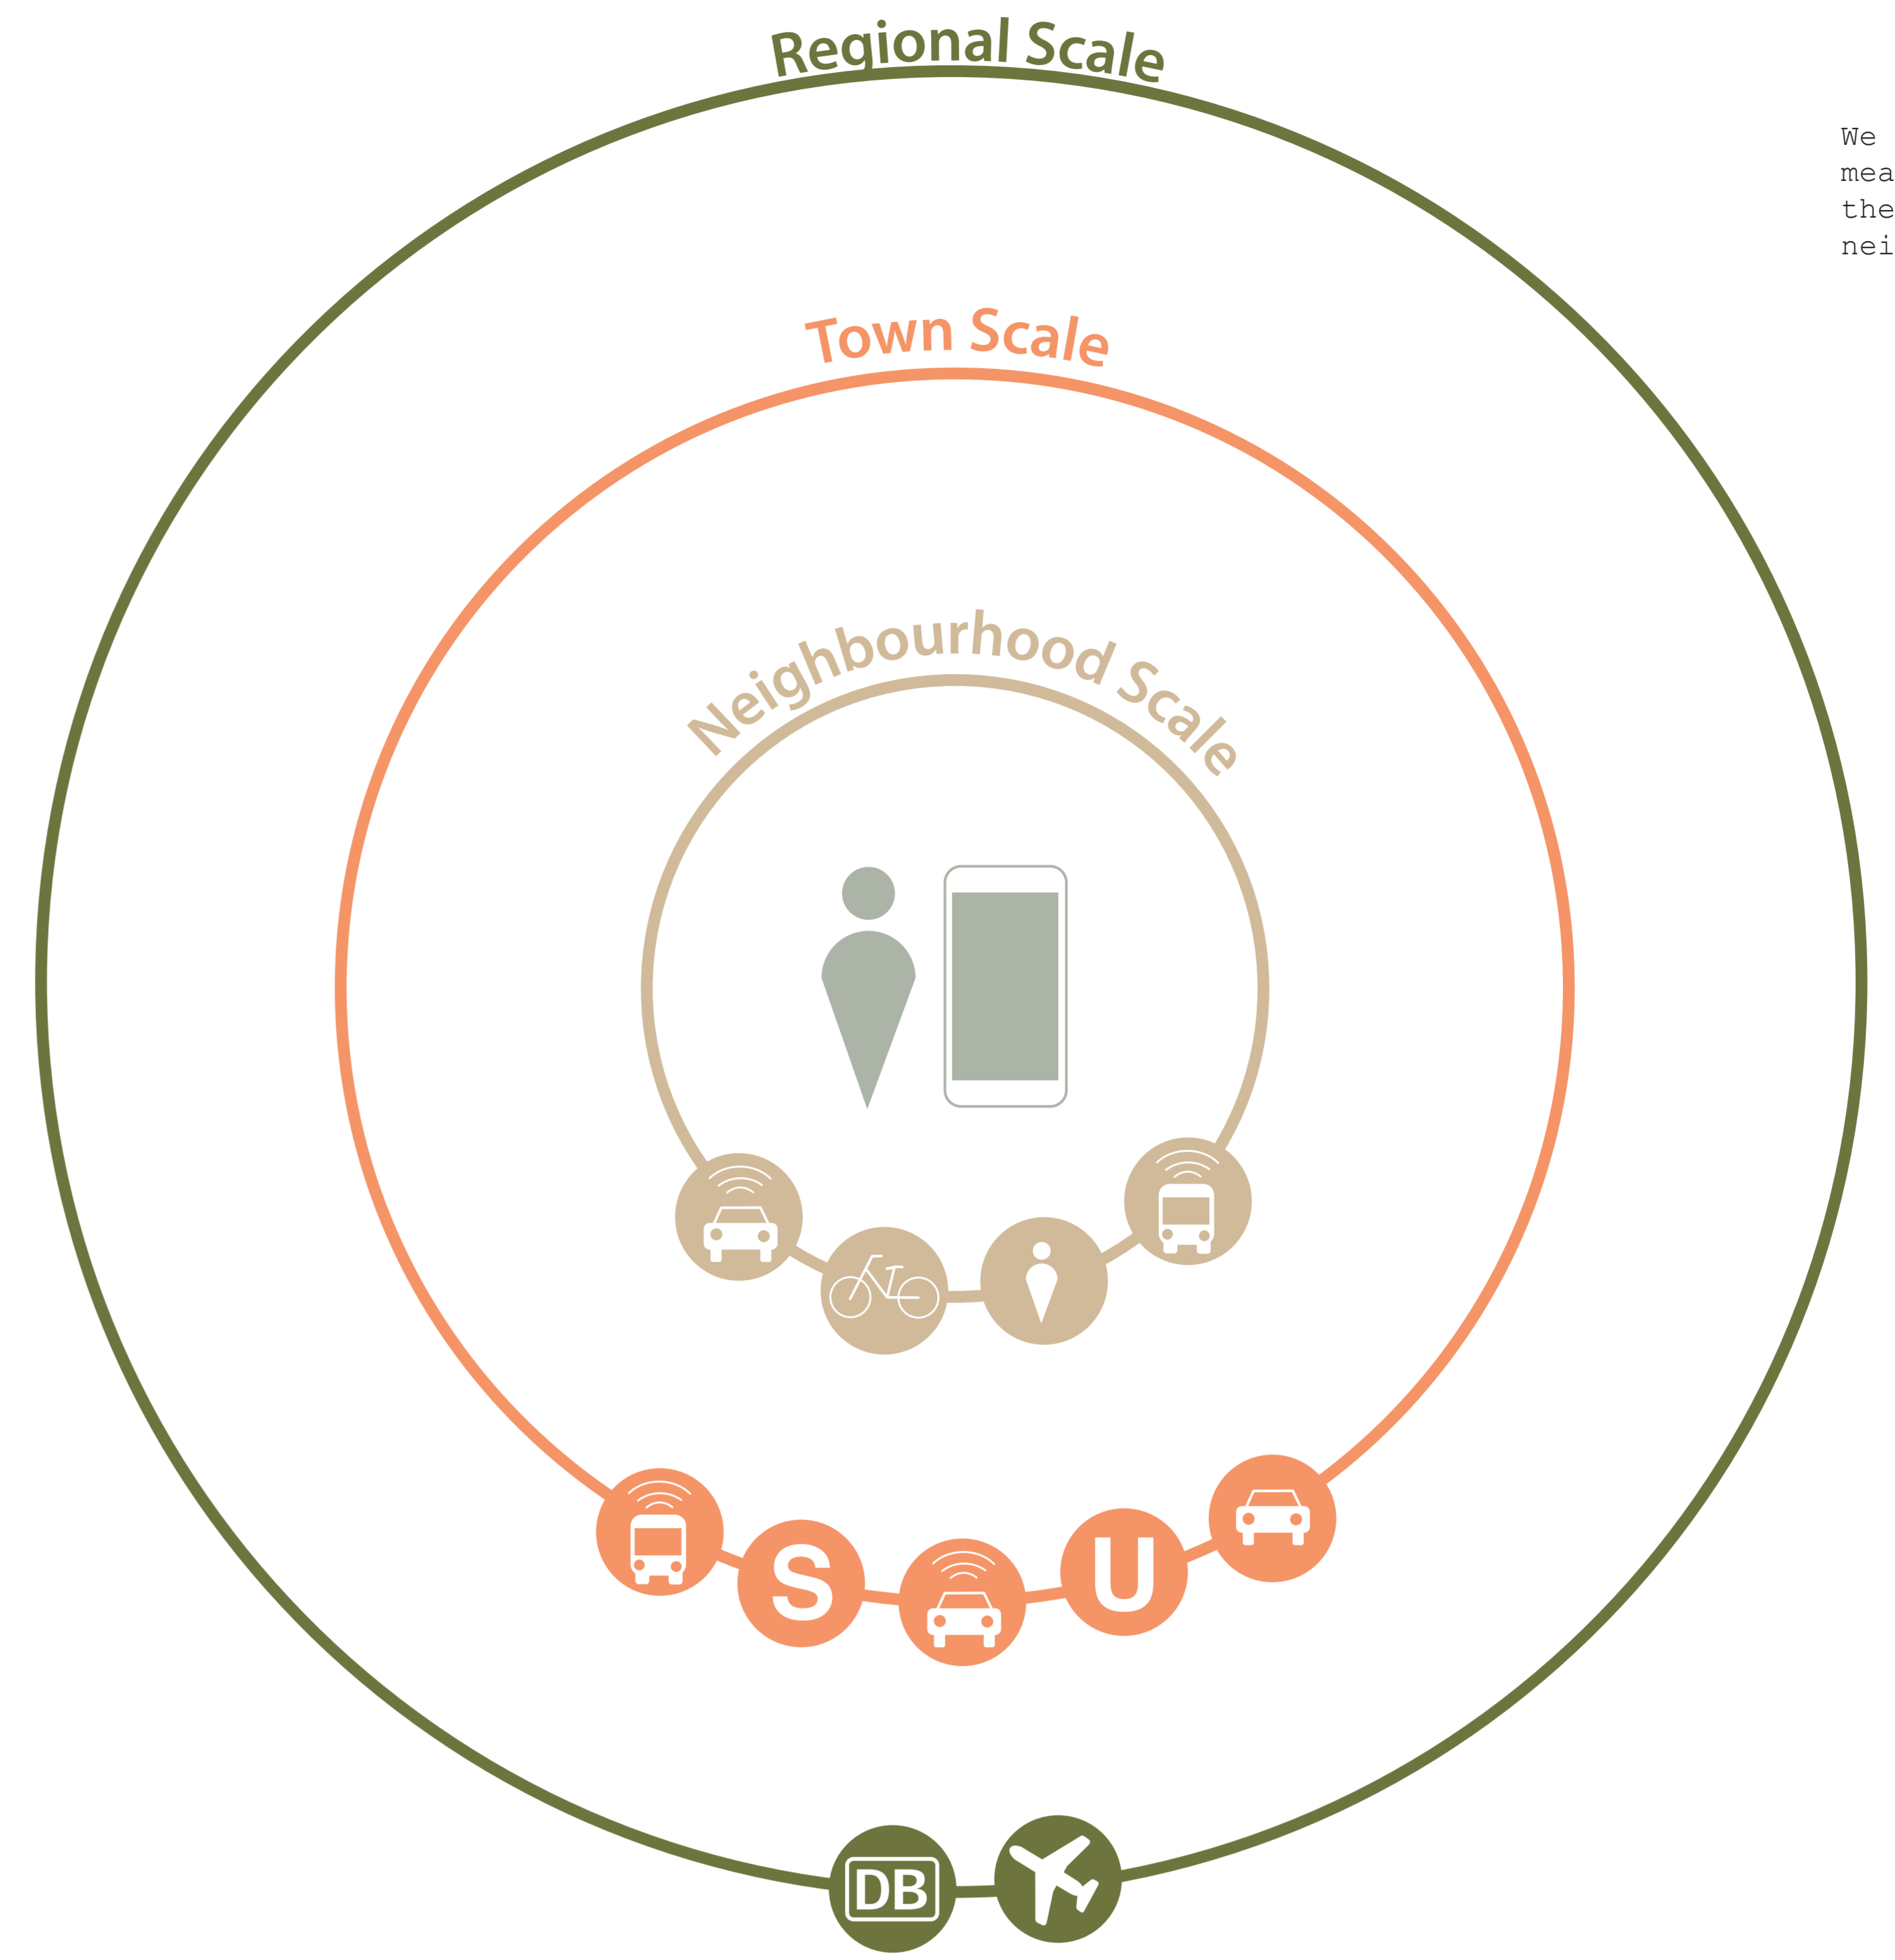 Regional Scale
We
mea
the
nei
Town Scale
Neighbourhood Scale
S
U
DB